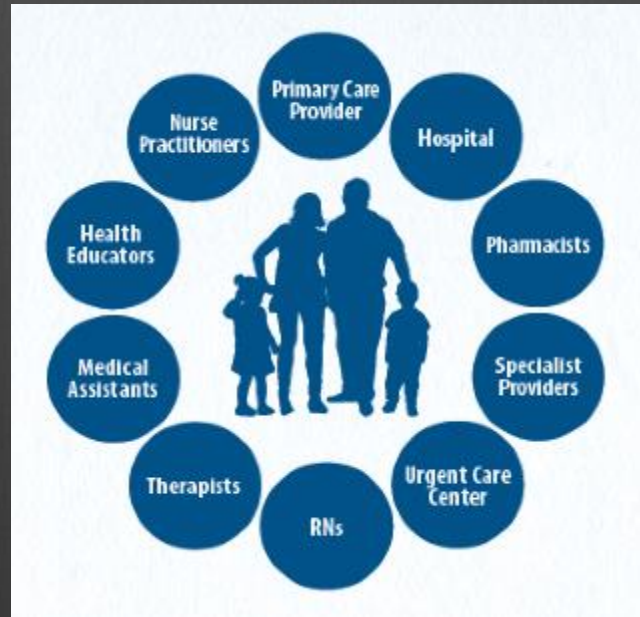 Primary Care
Provider
Hospital
Pharmacists
Specialist
Providers
Urgent Care
Center
RNs
Therapists
Medical
Assistants
Health
Educators
Nurse
Practitioners